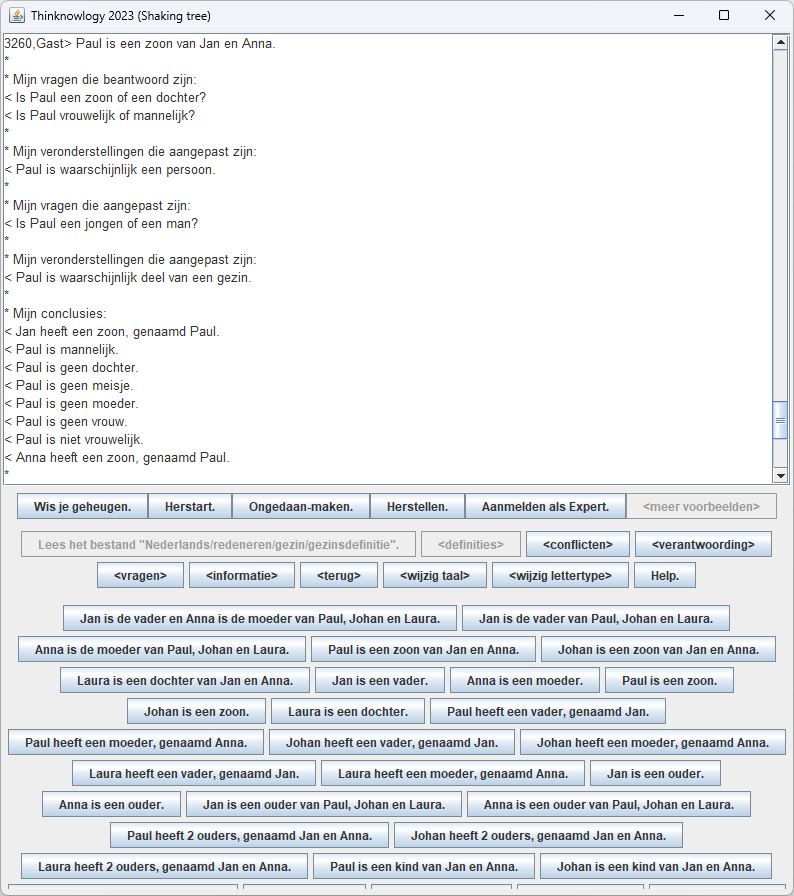 Thinknowlogy 2023 (Shaking tree)
3260,Gast> Paul is een zoon van Jan en Anna.
*
* Mijn vragen die beantwoord zijn:
< Is Paul een zoon of een dochter?
< Is Paul vrouwelijk of mannelijk?
*
* Mijn veronderstellingen die aangepast zijn:
< Paul is waarschijnlijk een persoon.
*
* Mijn vragen die aangepast zijn:
< Is Paul een jongen of een man?
*
* Mijn veronderstellingen die aangepast zijn:
< Paul is waarschijnlijk deel van een gezin.
*
* Mijn conclusies:
< Jan heeft een zoon, genaamd Paul.
< Paul is mannelijk.
< Paul is geen dochter.
< Paul is geen meisje.
< Paul is geen moeder.
< Paul is geen vrouw.
< Paul is niet vrouwelijk.
< Anna heeft een zoon, genaamd Paul.
*
Wis je geheugen. Herstart. Ongedaan-maken. Herstellen. Aanmelden als Expert. <meer voorbeelden>
Lees het bestand "Nederlands/redeneren/gezin/gezinsdefinitie". <definities> <conflicten> <verantwoording>
<vragen> <informatie> <terug> <wijzig taal> <wijzig lettertype> Help.
Jan is de vader en Anna is de moeder van Paul, Johan en Laura. Jan is de vader van Paul, Johan en Laura.
Anna is de moeder van Paul, Johan en Laura. Paul is een zoon van Jan en Anna. Johan is een zoon van Jan en Anna.
Laura is een dochter van Jan en Anna. Jan is een vader. Anna is een moeder. Paul is een zoon.
Johan is een zoon. Laura is een dochter. Paul heeft een vader, genaamd Jan.
Paul heeft een moeder, genaamd Anna. Johan heeft een vader, genaamd Jan. Johan heeft een moeder, genaamd Anna.
Laura heeft een vader, genaamd Jan. Laura heeft een moeder, genaamd Anna. Jan is een ouder.
Anna is een ouder. Jan is een ouder van Paul, Johan en Laura. Anna is een ouder van Paul, Johan en Laura.
Paul heeft 2 ouders, genaamd Jan en Anna. Johan heeft 2 ouders, genaamd Jan en Anna.
Laura heeft 2 ouders, genaamd Jan en Anna. Paul is een kind van Jan en Anna. Johan is een kind van Jan en Anna.